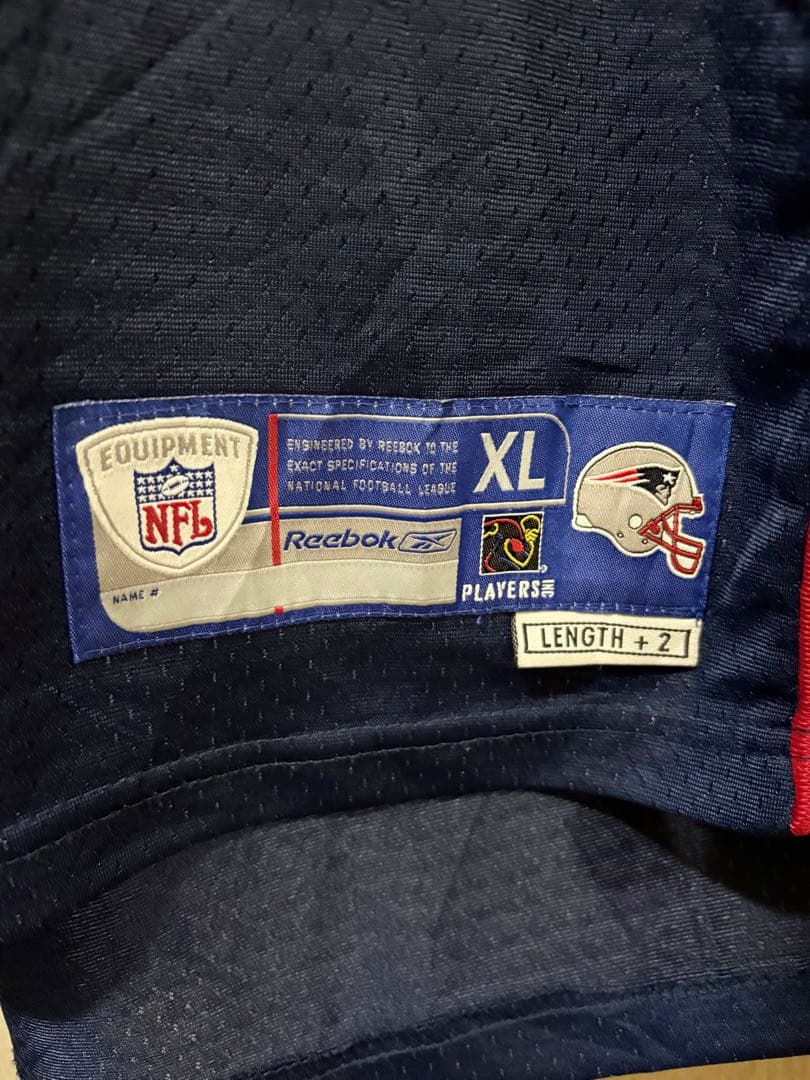 EQUIPMENT
NFL
ENGINEERED BY REEBOK TO THE
EXACT SPECIFICATIONS OF THE
NATIONAL FOOTBALL LEAGUE
XL
Reebok
NAME #
PLAYERS INC
LENGTH + 2